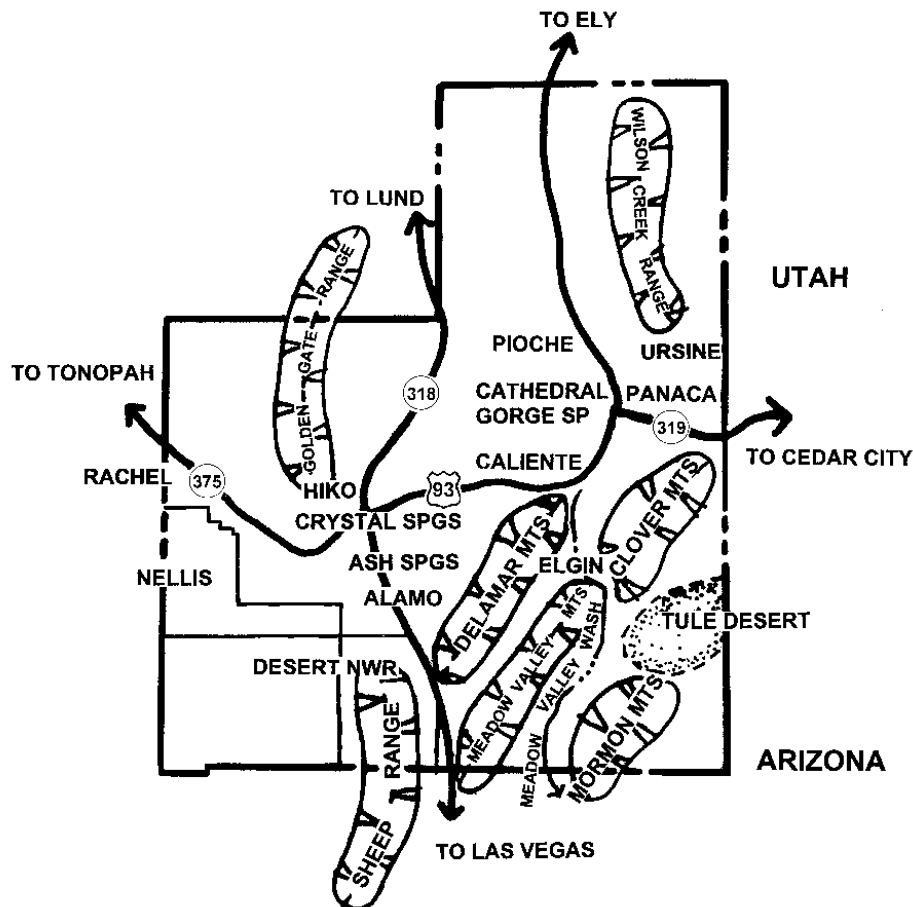 TO ELY
WILSON
CREEK
RANGE
TO LUND
GOLDEN GATE RANGE
UTAH
PIOCHE
URSINE
TO TONOPAH
318
CATHEDRAL
GORGE SP
PANACA
319
TO CEDAR CITY
RACHEL
375
HIKO
93
CALIENTE
CRYSTAL SPGS
CLOVER MTS
DELAMAR MTS
ASH SPGS
ELGIN
NELLIS
ALAMO
TULE DESERT
MEADOW VALLEY MTS
MEADOW VALLEY WASH
DESERT NWR
SHEEP RANGE
MORMON MTS
ARIZONA
TO LAS VEGAS